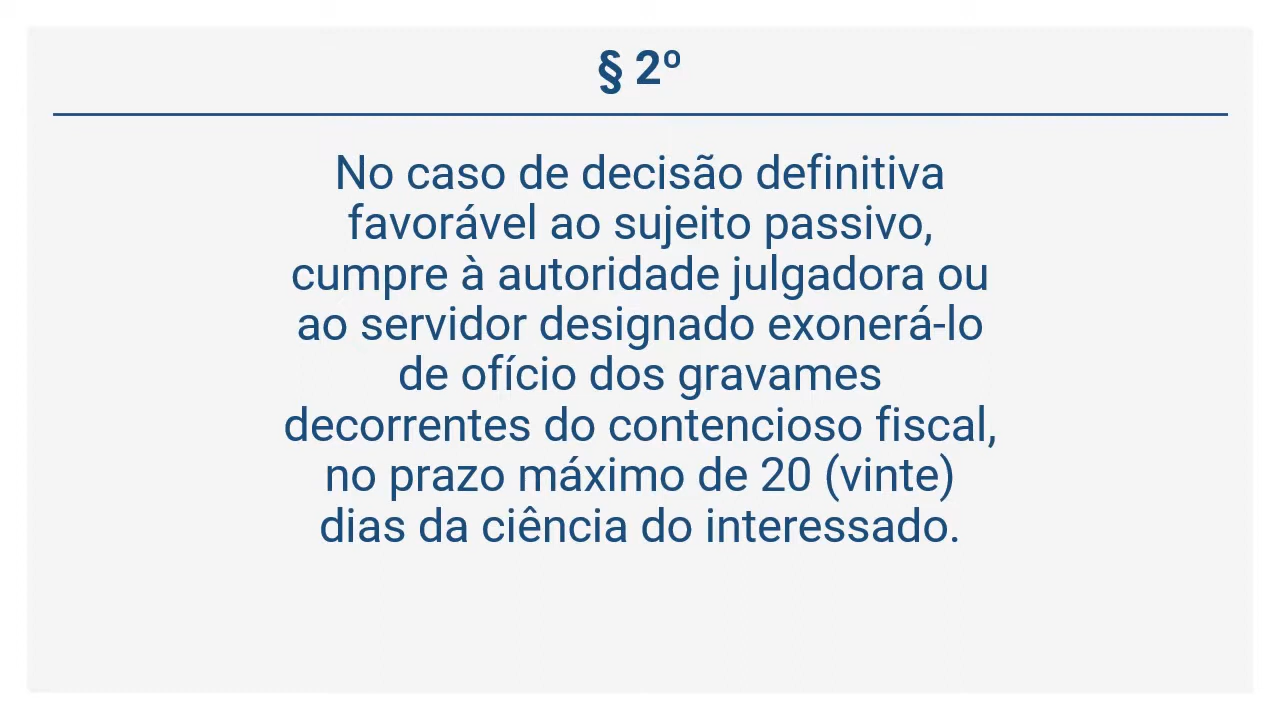 § 2º
No caso de decisão definitiva
favorável ao sujeito passivo,
cumpre à autoridade julgadora ou
ao servidor designado exonerá-lo
de ofício dos gravames
decorrentes do contencioso fiscal,
no prazo máximo de 20 (vinte)
dias da ciência do interessado.